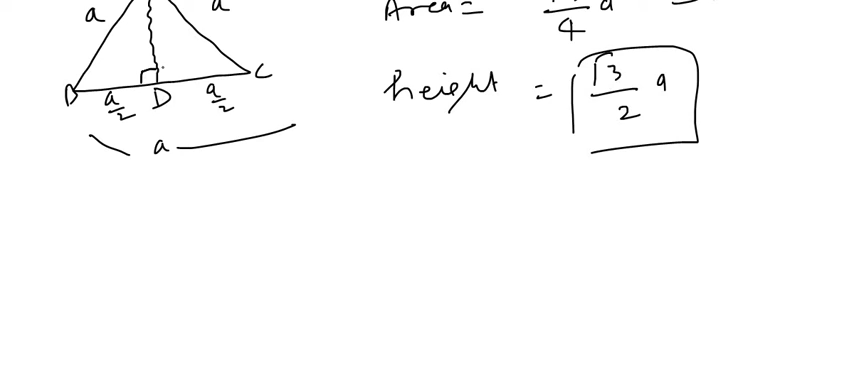 a a
Area = 4 a
B a/2 D a/2 C
height = √3/2 a
a